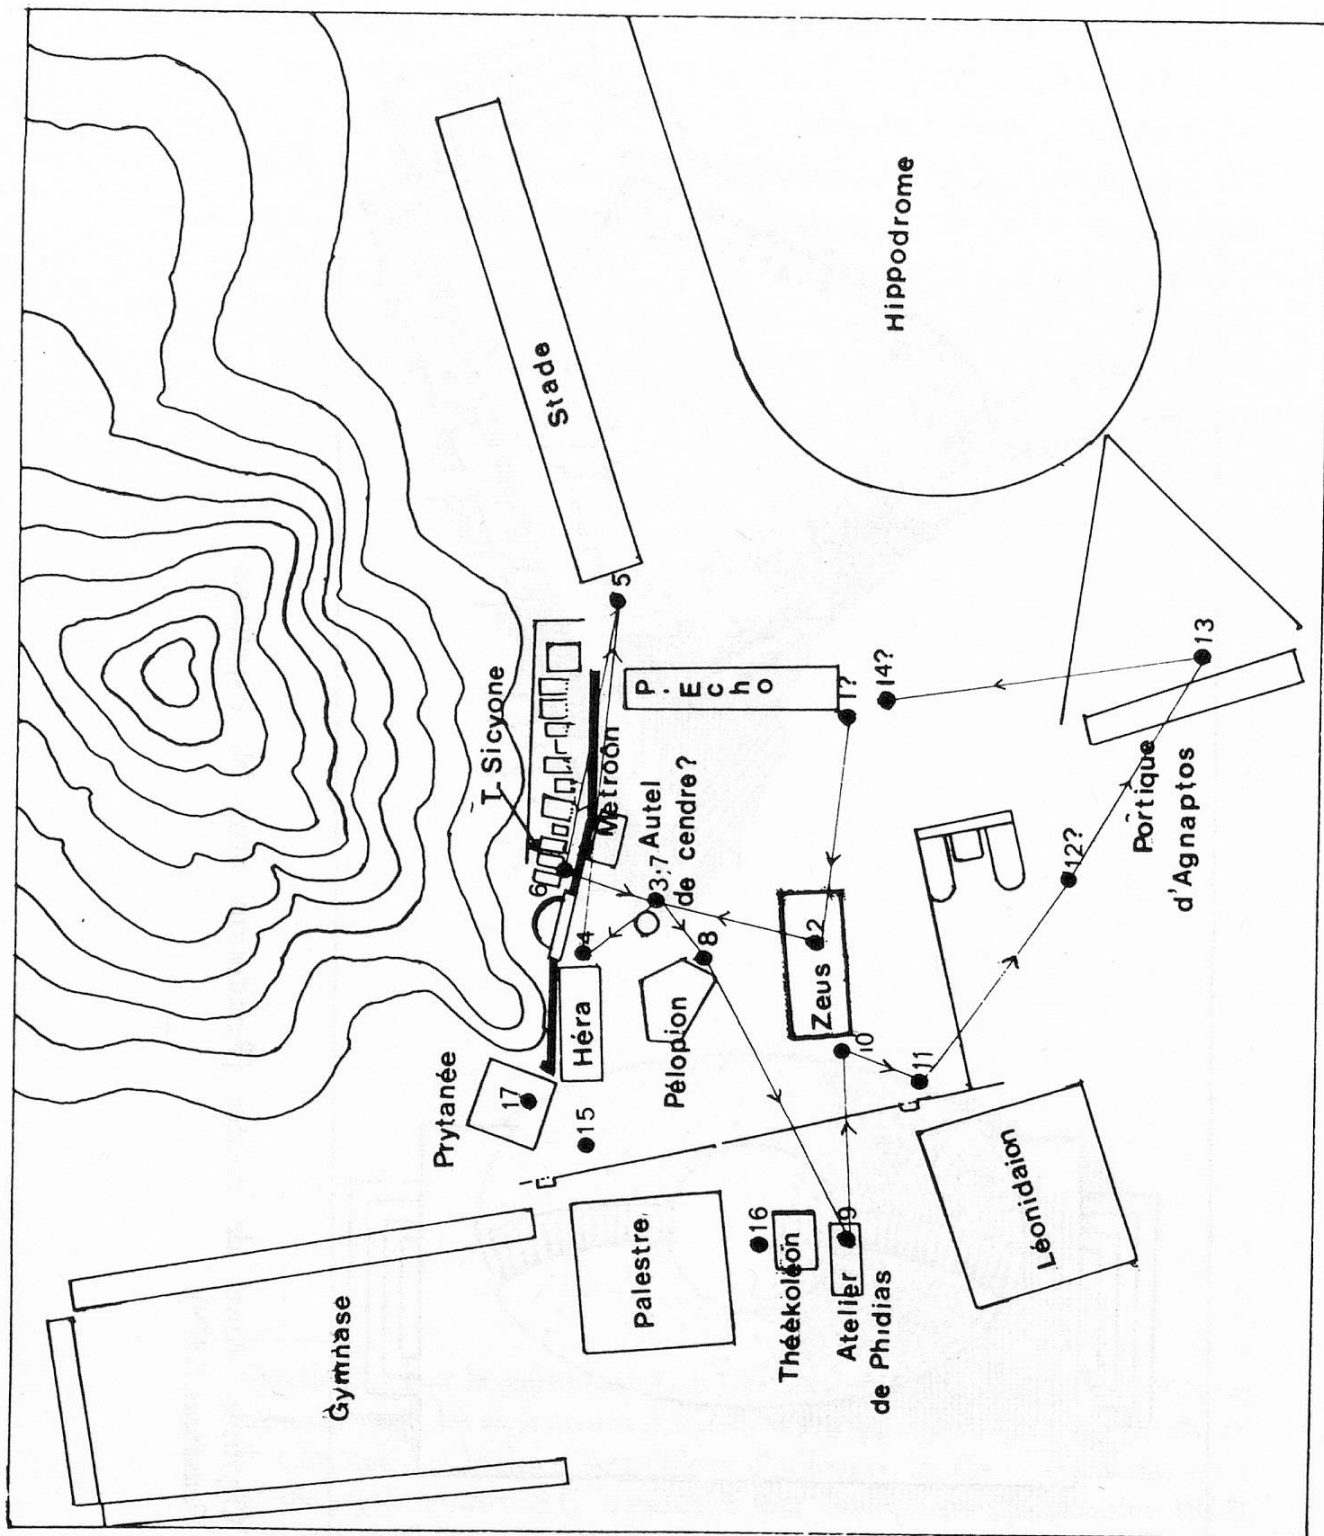 Hippodrome
Stade
T. Sicyone
P. Echo
Métrôon
Autel
de cendre?
3;7
5
6
4
8
1?
14?
13
2
Zeus
10
11
12?
Portique
d'Agnaptos
Héra
Pélopion
Prytanée
17
15
16
Palestre
Théékoléon
9
Atelier
de Phidias
Léonidaion
Gymnase